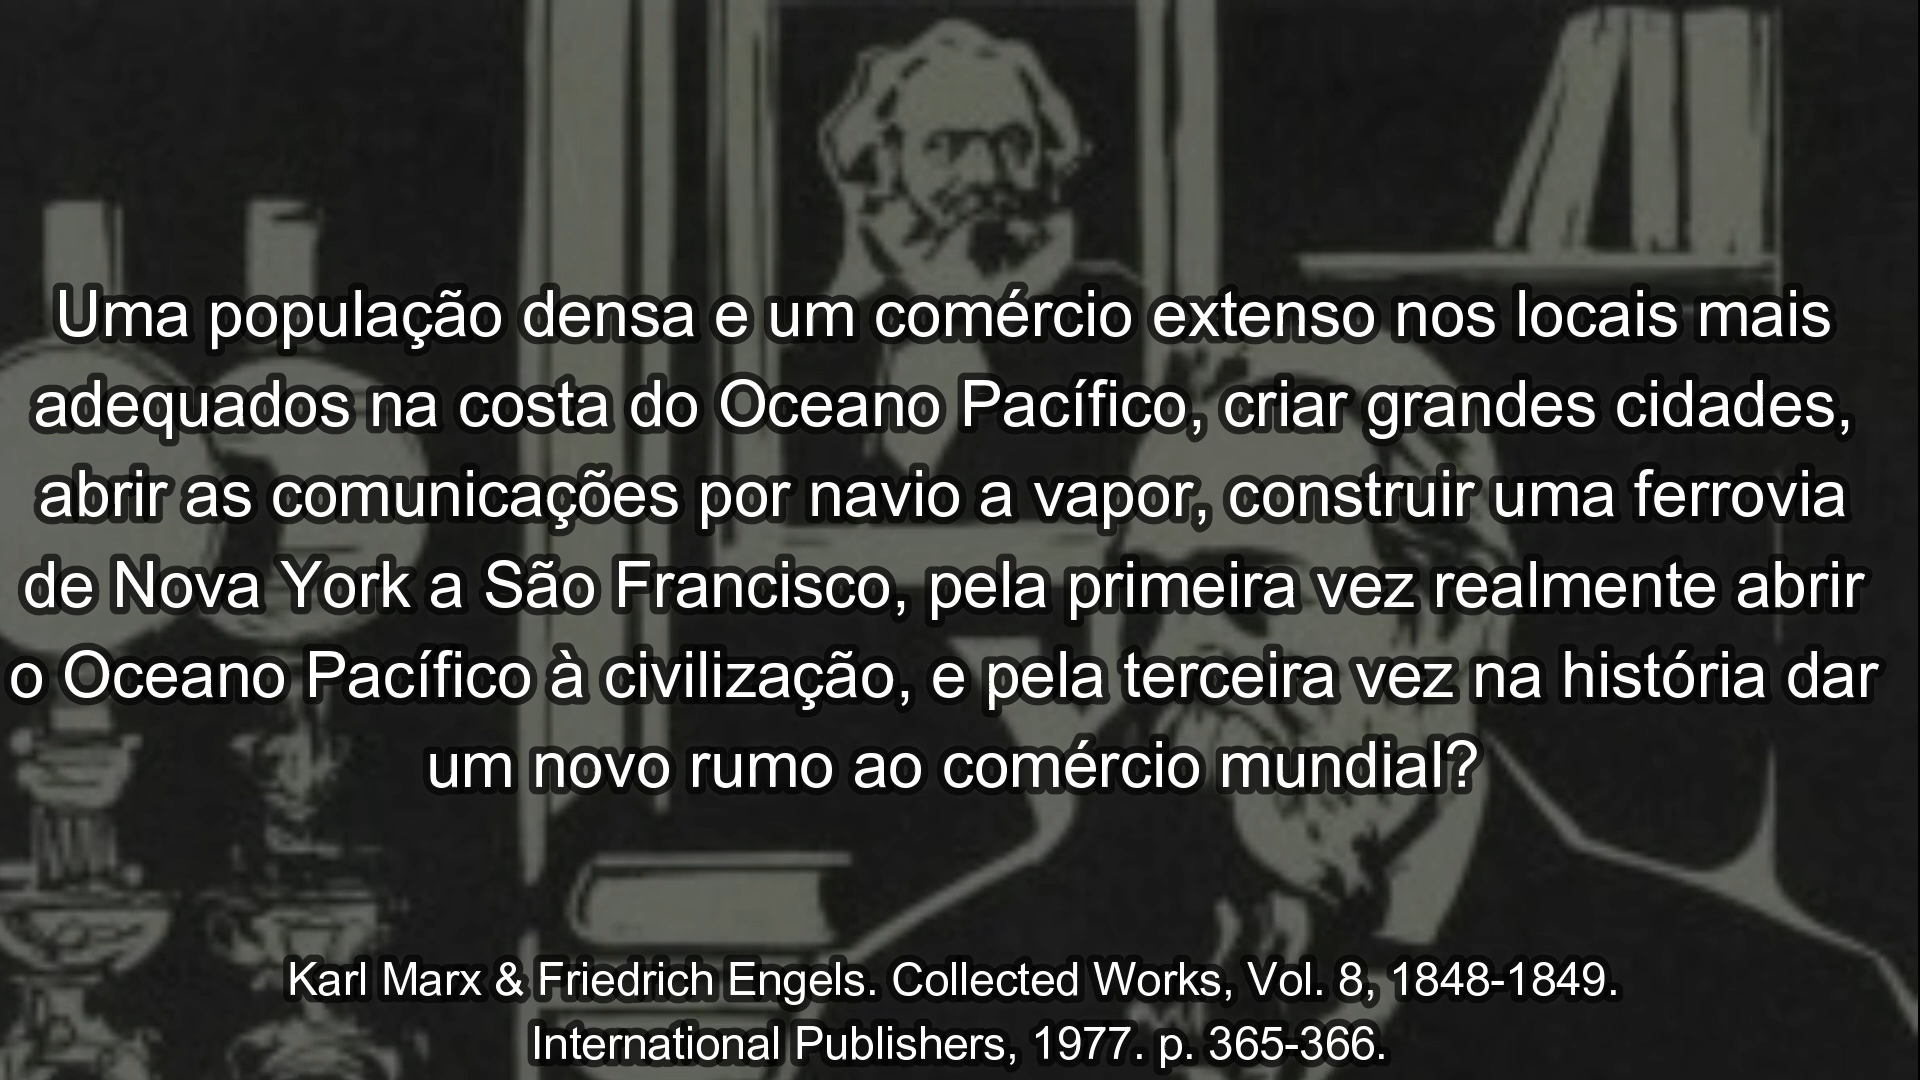 Uma população densa e um comércio extenso nos locais mais
adequados na costa do Oceano Pacífico, criar grandes cidades,
abrir as comunicações por navio a vapor, construir uma ferrovia
de Nova York a São Francisco, pela primeira vez realmente abrir
o Oceano Pacífico à civilização, e pela terceira vez na história dar
um novo rumo ao comércio mundial?
Karl Marx & Friedrich Engels. Collected Works, Vol. 8, 1848-1849.
International Publishers, 1977. p. 365-366.